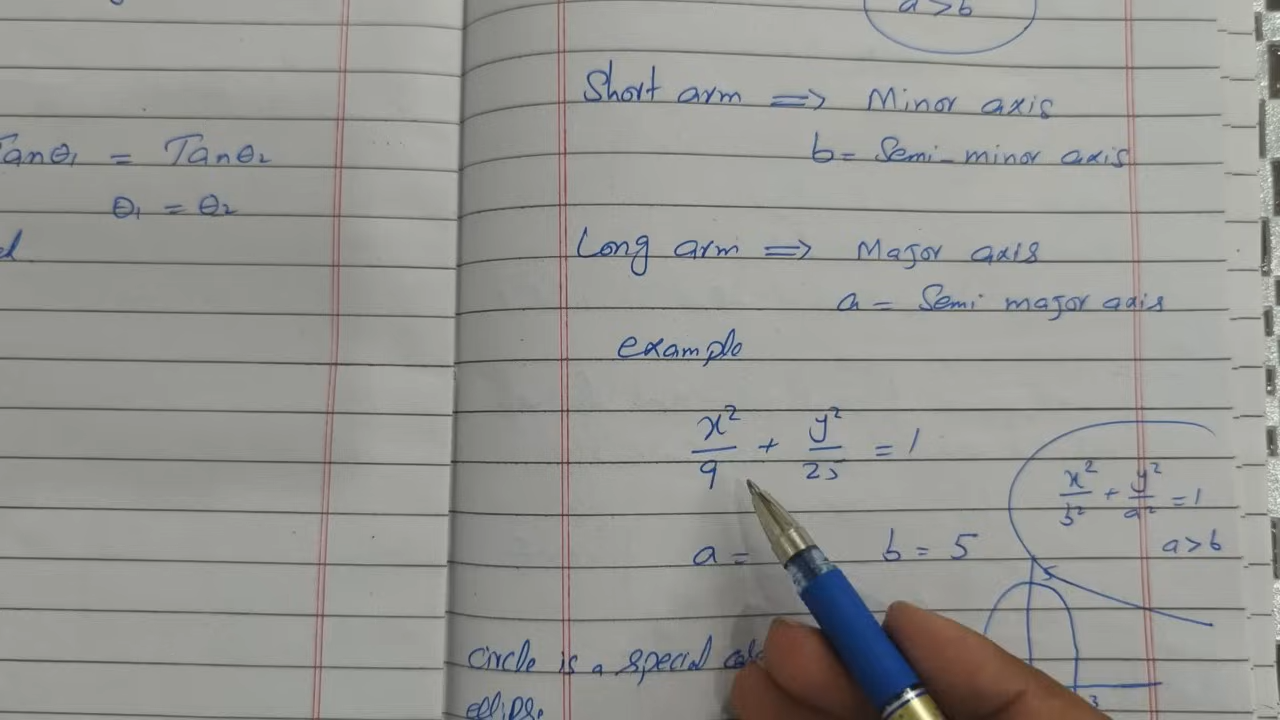 Tanθ₁ = Tanθ₂
θ₁ = θ₂
a > b
Short arm => Minor axis
b = Semi-minor axis
Long arm => Major axis
a = Semi major axis
example
x²/9 + y²/25 = 1
a = b = 5
x²/b² + y²/a² = 1
a > b
5
3
circle is a special
ellipse